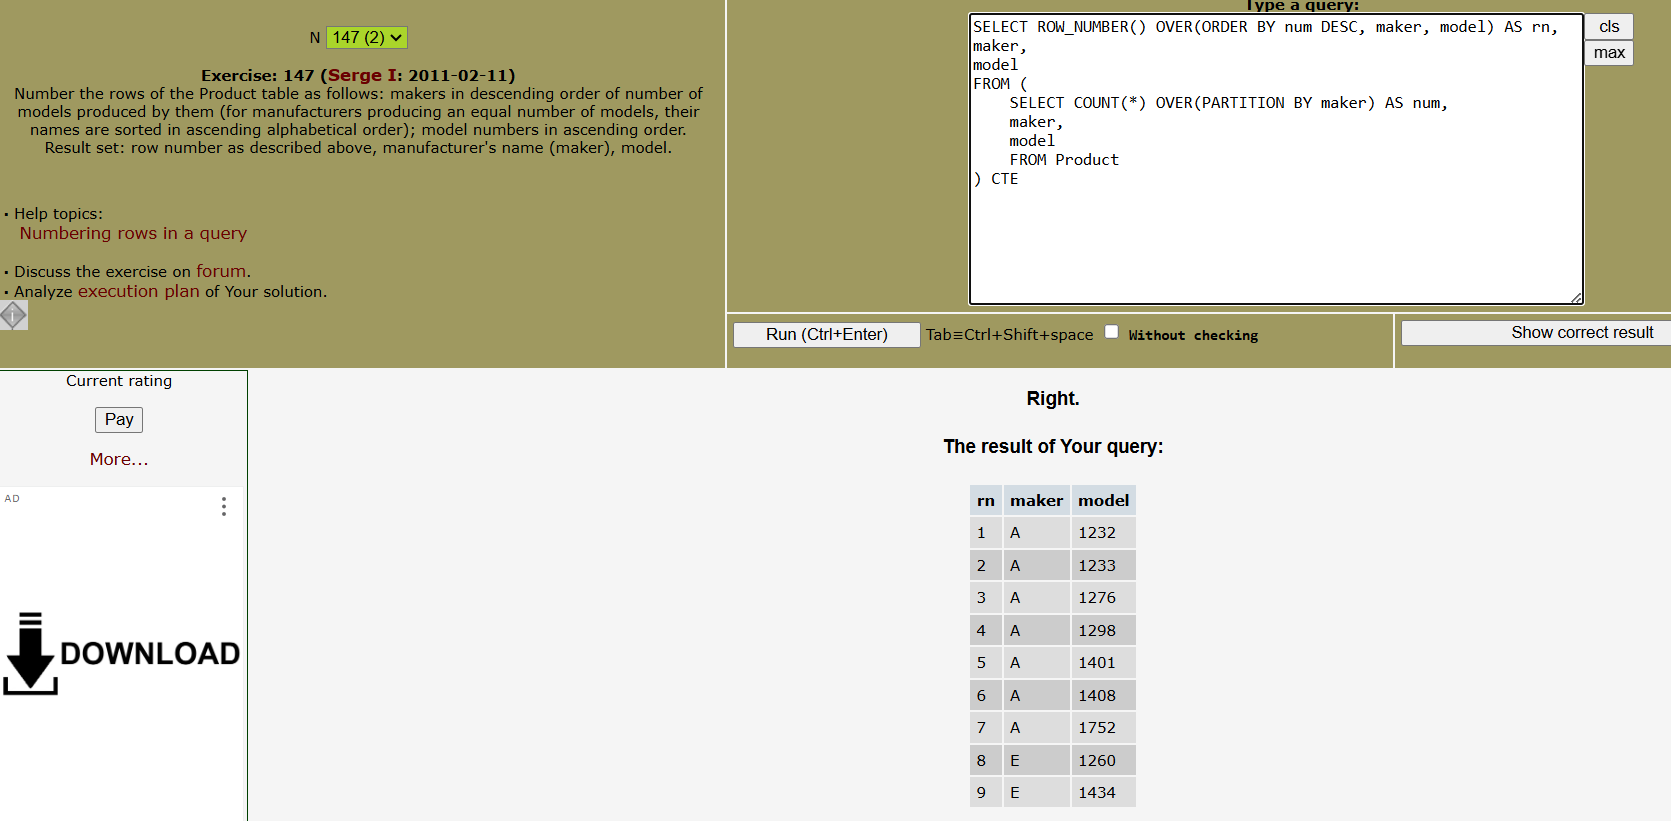 N 147 (2)
Exercise: 147 (Serge I: 2011-02-11)
Number the rows of the Product table as follows: makers in descending order of number of
models produced by them (for manufacturers producing an equal number of models, their
names are sorted in ascending alphabetical order); model numbers in ascending order.
Result set: row number as described above, manufacturer's name (maker), model.
· Help topics:
Numbering rows in a query
· Discuss the exercise on forum.
· Analyze execution plan of Your solution.
Type a query:
SELECT ROW_NUMBER() OVER(ORDER BY num DESC, maker, model) AS rn,
maker,
model
FROM (
    SELECT COUNT(*) OVER(PARTITION BY maker) AS num,
    maker,
    model
    FROM Product
) CTE
cls
max
Run (Ctrl+Enter) Tab≡Ctrl+Shift+space Without checking
Show correct result
Current rating
Pay
More...
AD
DOWNLOAD
Right.
The result of Your query:
rn maker model
1 A 1232
2 A 1233
3 A 1276
4 A 1298
5 A 1401
6 A 1408
7 A 1752
8 E 1260
9 E 1434